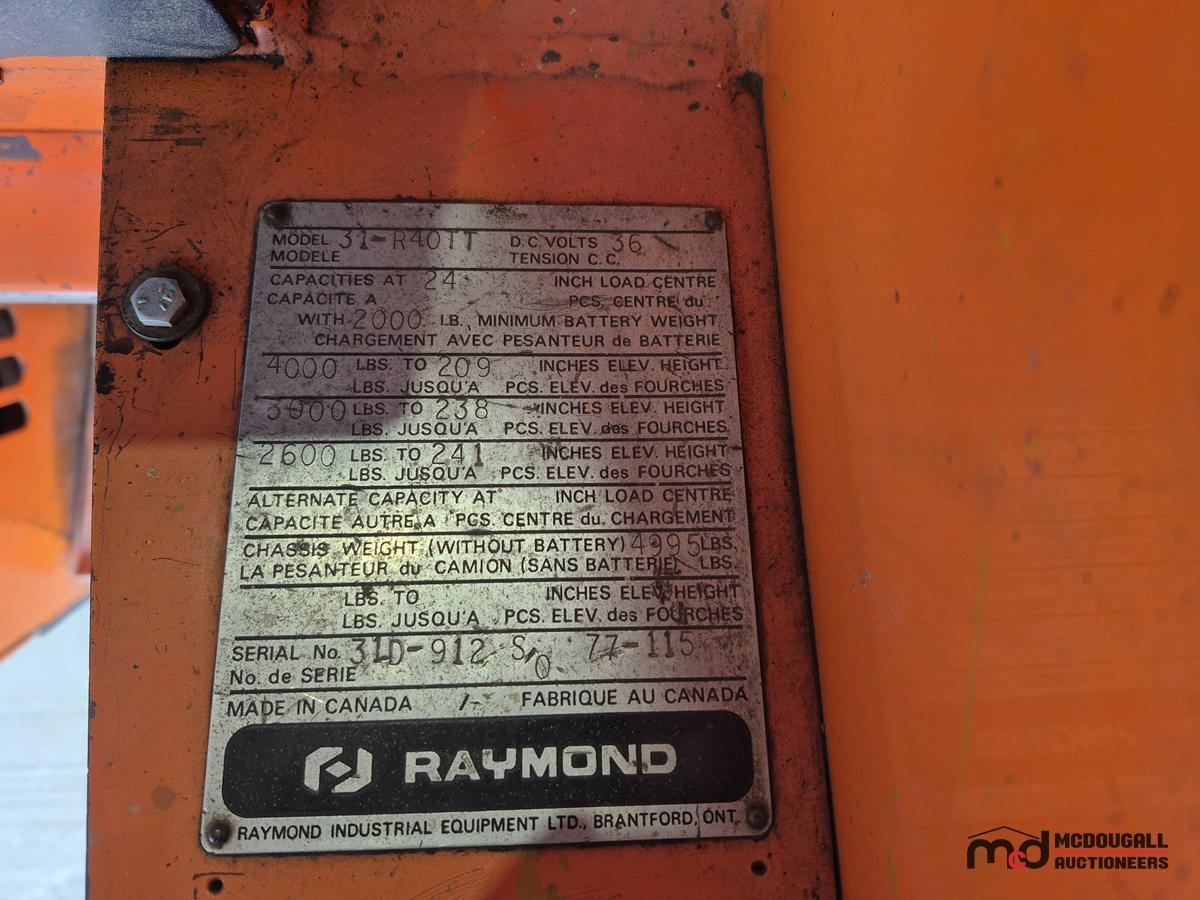 MODEL 31-R40TT D.C. VOLTS 36
MODELE TENSION C.C.
CAPACITIES AT 24 INCH LOAD CENTRE
CAPACITE A PCS. CENTRE du
WITH 2000 LB., MINIMUM BATTERY WEIGHT
CHARGEMENT AVEC PESANTEUR de BATTERIE
4000 LBS. TO 209 INCHES ELEV. HEIGHT
LBS. JUSQU'A PCS. ELEV. des FOURCHES
3000 LBS. TO 238 INCHES ELEV. HEIGHT
LBS. JUSQU'A PCS. ELEV. des FOURCHES
2600 LBS. TO 241 INCHES ELEV. HEIGHT
LBS. JUSQU'A PCS. ELEV. des FOURCHES
ALTERNATE CAPACITY AT INCH LOAD CENTRE
CAPACITE AUTRE A PCS. CENTRE du. CHARGEMENT
CHASSIS WEIGHT (WITHOUT BATTERY) 4995 LBS.
LA PESANTEUR du CAMION (SANS BATTERIE) LBS.
LBS. TO INCHES ELEV. HEIGHT
LBS. JUSQU'A PCS. ELEV. des FOURCHES
SERIAL No. 31D-912 S/O 77-115
No. de SERIE
MADE IN CANADA /- FABRIQUE AU CANADA
RAYMOND
RAYMOND INDUSTRIAL EQUIPMENT LTD., BRANTFORD, ONT.
mcd MCDOUGALL
AUCTIONEERS